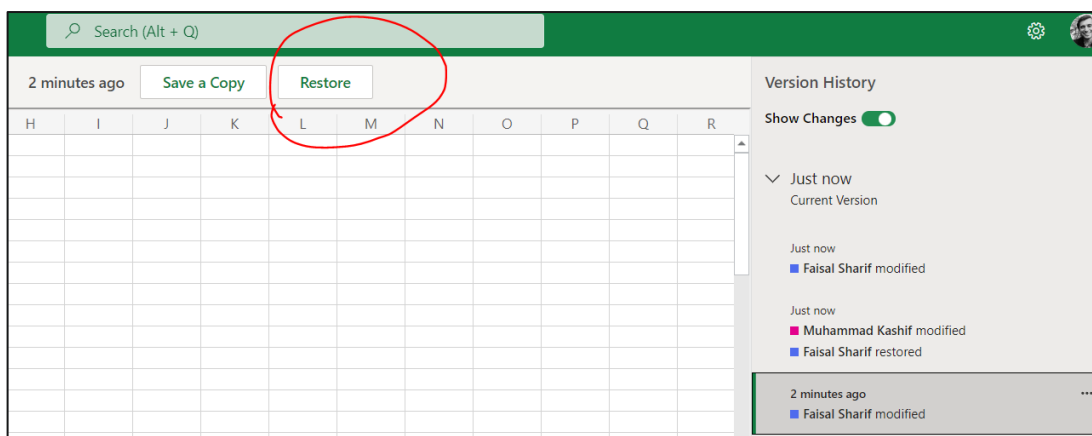 Search (Alt + Q)
2 minutes ago Save a Copy Restore
H I J K L M N O P Q R
Version History
Show Changes
Just now
Current Version
Just now
Faisal Sharif modified
Just now
Muhammad Kashif modified
Faisal Sharif restored
2 minutes ago
Faisal Sharif modified